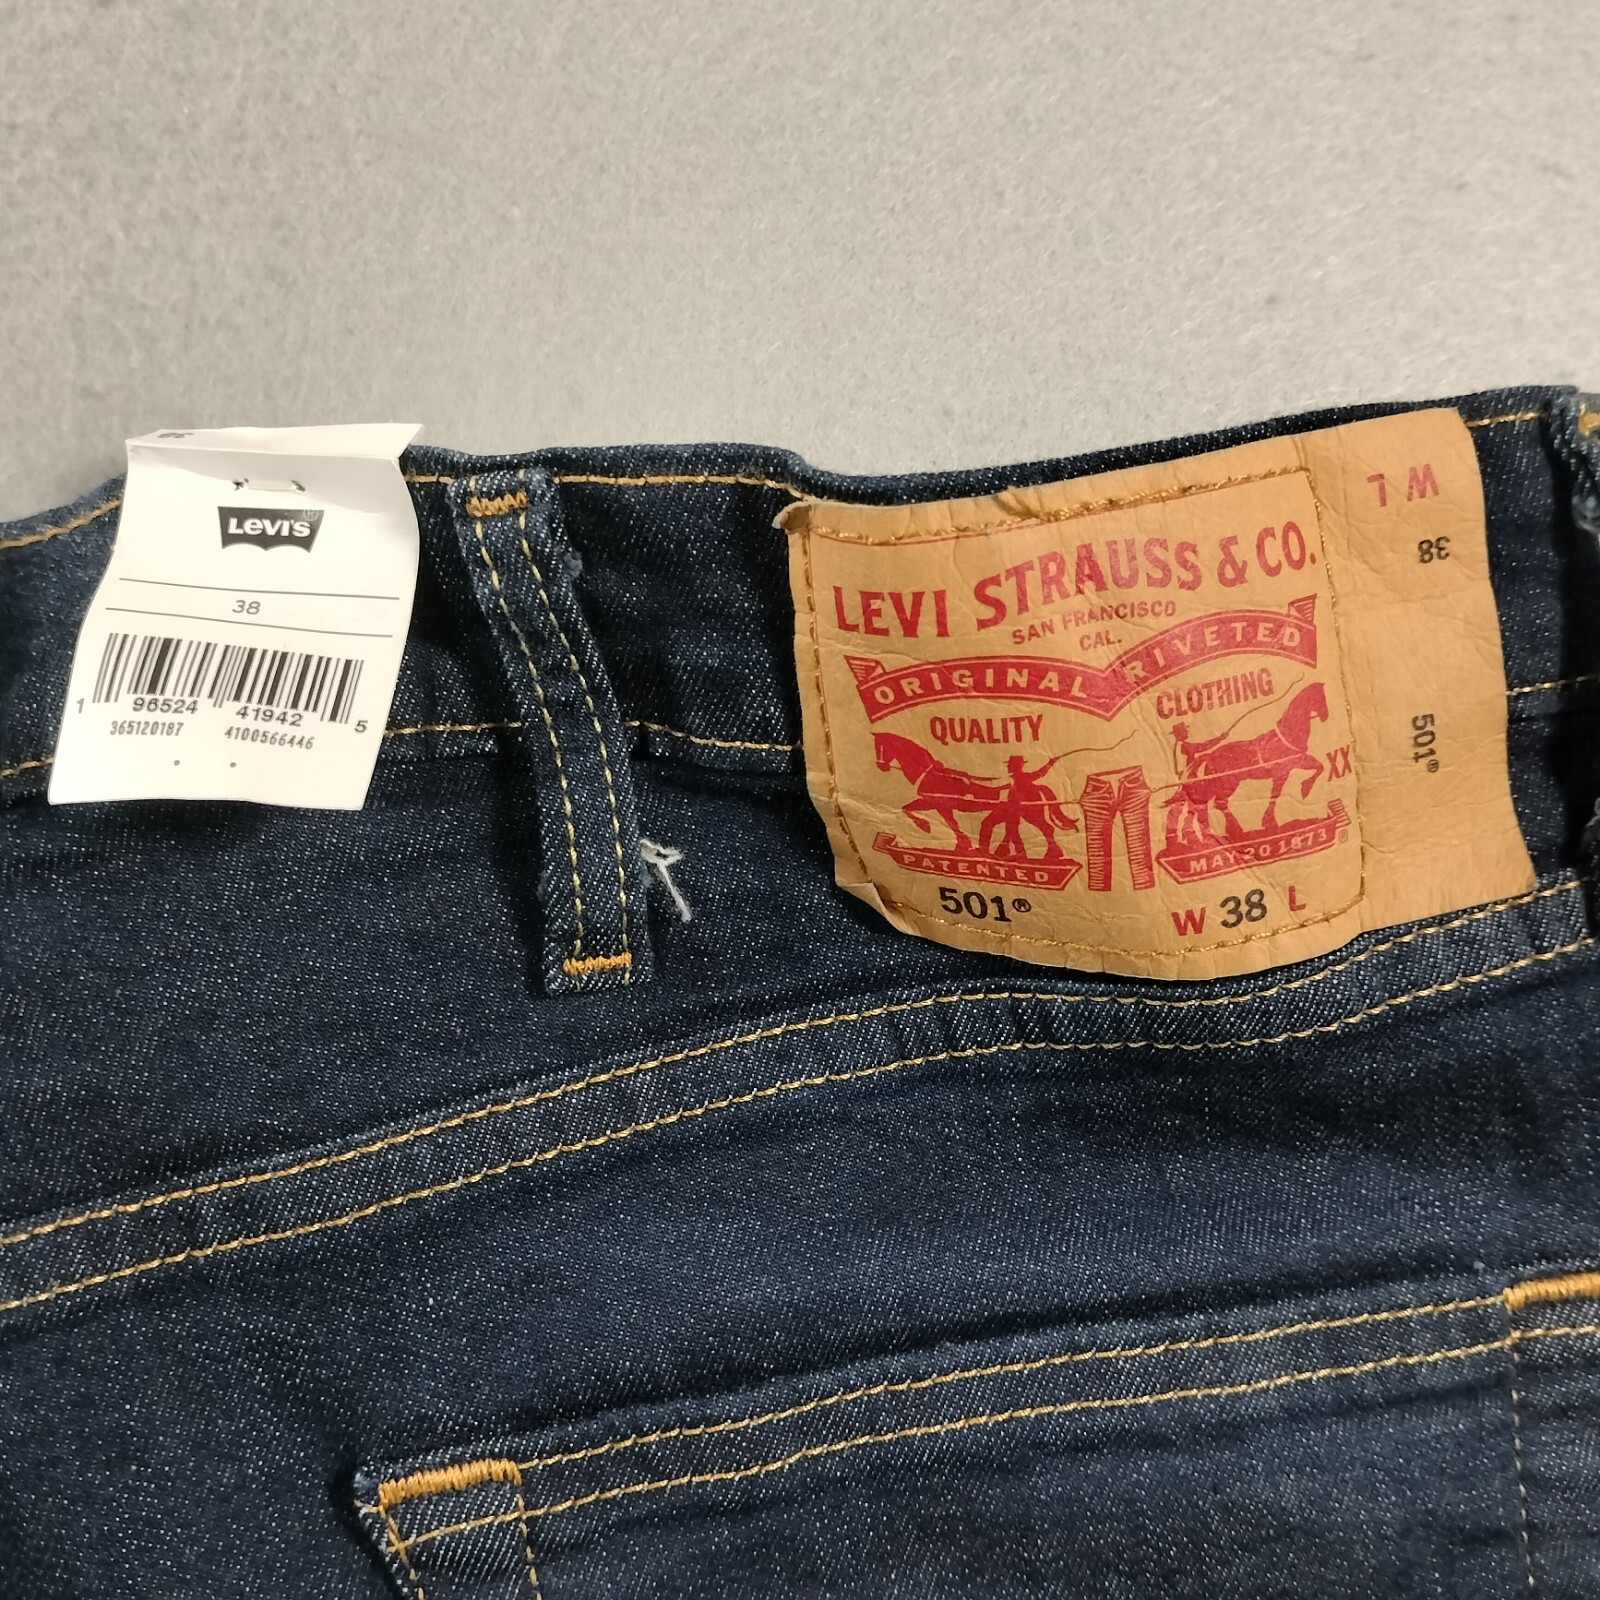 38
LEVI'S®
38
1 96524 41942 5
365120187 4100566446
LEVI STRAUSS & CO.
SAN FRANCISCO
CAL.
ORIGINAL RIVETED
QUALITY CLOTHING
XX
PATENTED MAY 20 1873 ®
501® W 38 L
W L
38
501®